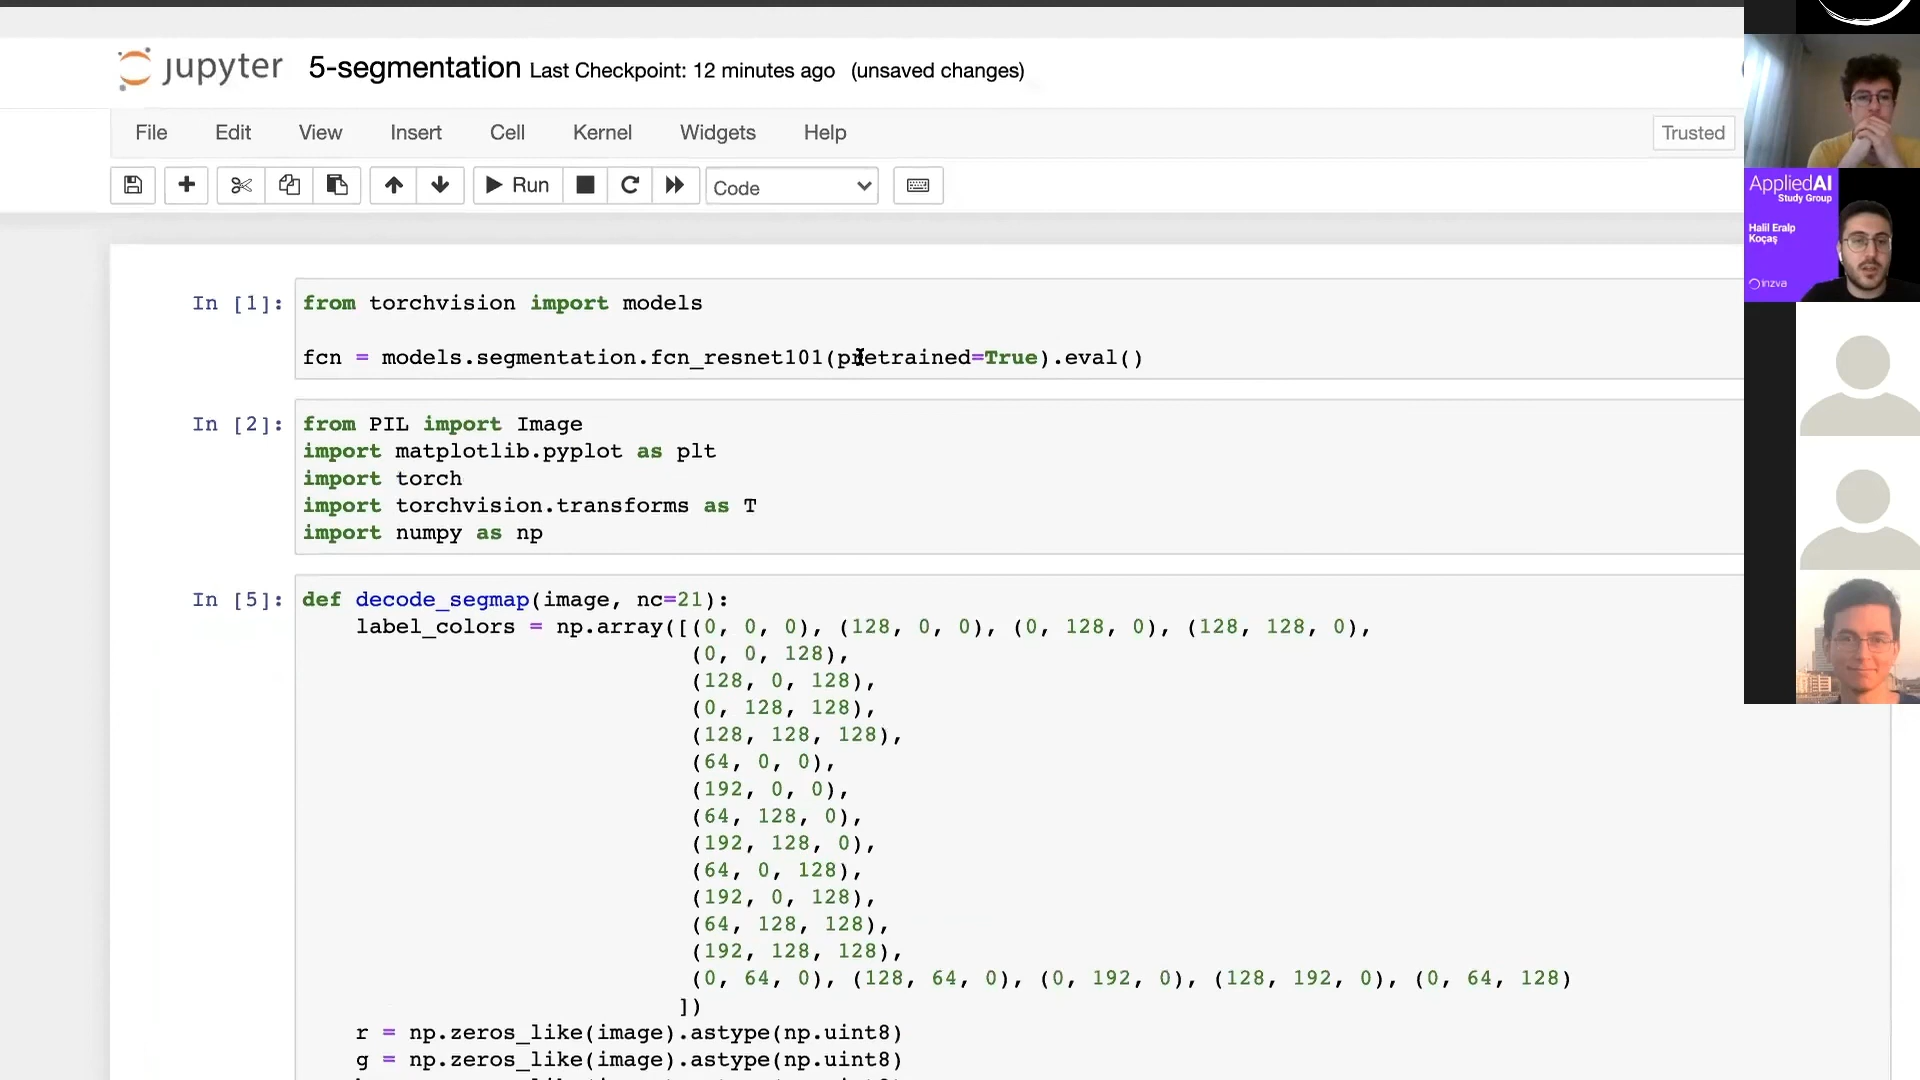 jupyter 5-segmentation Last Checkpoint: 12 minutes ago (unsaved changes)
File Edit View Insert Cell Kernel Widgets Help Trusted
Run Code
In [1]: from torchvision import models
fcn = models.segmentation.fcn_resnet101(pretrained=True).eval()
In [2]: from PIL import Image
import matplotlib.pyplot as plt
import torch
import torchvision.transforms as T
import numpy as np
In [5]: def decode_segmap(image, nc=21):
label_colors = np.array([(0, 0, 0), (128, 0, 0), (0, 128, 0), (128, 128, 0),
(0, 0, 128),
(128, 0, 128),
(0, 128, 128),
(128, 128, 128),
(64, 0, 0),
(192, 0, 0),
(64, 128, 0),
(192, 128, 0),
(64, 0, 128),
(192, 0, 128),
(64, 128, 128),
(192, 128, 128),
(0, 64, 0), (128, 64, 0), (0, 192, 0), (128, 192, 0), (0, 64, 128)
])
r = np.zeros_like(image).astype(np.uint8)
g = np.zeros_like(image).astype(np.uint8)
AppliedAI
Study Group
Halil Eralp
Koçaş
inzva